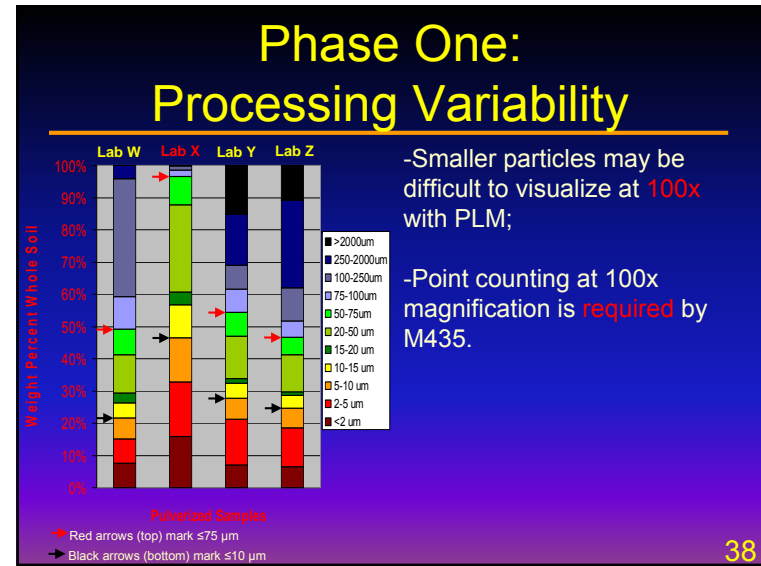 Phase One:
Processing Variability
Lab W Lab X Lab Y Lab Z
100%
90%
80%
70%
60%
50%
40%
30%
20%
10%
0%
Weight Percent Whole Soil
Pulverized Samples
>2000um
250-2000um
100-250um
75-100um
50-75um
20-50 um
15-20 um
10-15 um
5-10 um
2-5 um
<2 um
Red arrows (top) mark ≤75 μm
Black arrows (bottom) mark ≤10 μm
-Smaller particles may be
difficult to visualize at 100x
with PLM;
-Point counting at 100x
magnification is required by
M435.
38